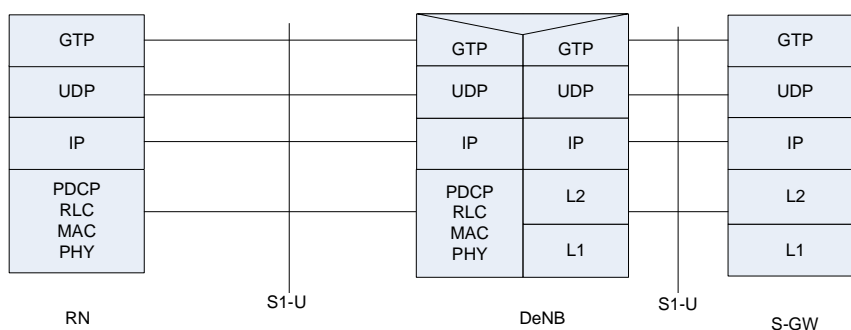 GTP
UDP
IP
PDCP
RLC
MAC
PHY
RN
S1-U
GTP
GTP
UDP
UDP
IP
IP
PDCP
RLC
MAC
PHY
L2
L1
DeNB
S1-U
GTP
UDP
IP
L2
L1
S-GW